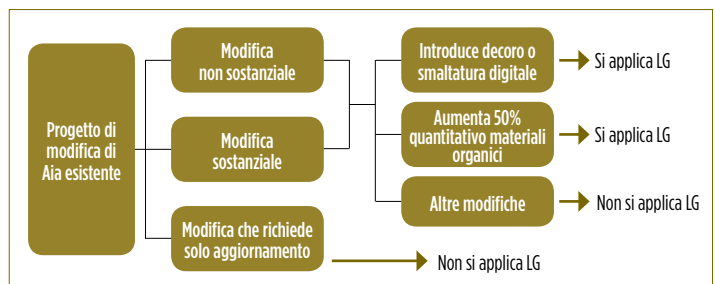 Progetto di
modifica di
Aia esistente
Modifica
non sostanziale
Modifica
sostanziale
Modifica che richiede
solo aggiornamento
Non si applica LG
Introduce decoro o
smaltatura digitale
Si applica LG
Aumenta 50%
quantitativo materiali
organici
Si applica LG
Altre modifiche
Non si applica LG